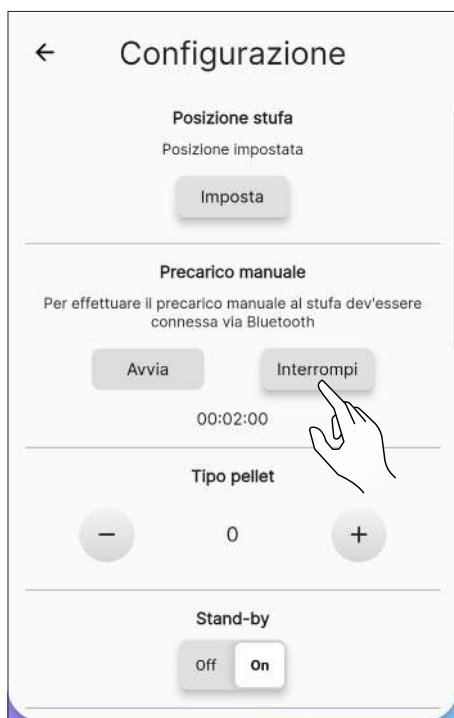 Configurazione
Posizione stufa
Posizione impostata
Imposta
Precarico manuale
Per effettuare il precarico manuale al stufa dev'essere
connessa via Bluetooth
Avvia Interrompi
00:02:00
Tipo pellet
− 0 +
Stand-by
Off On